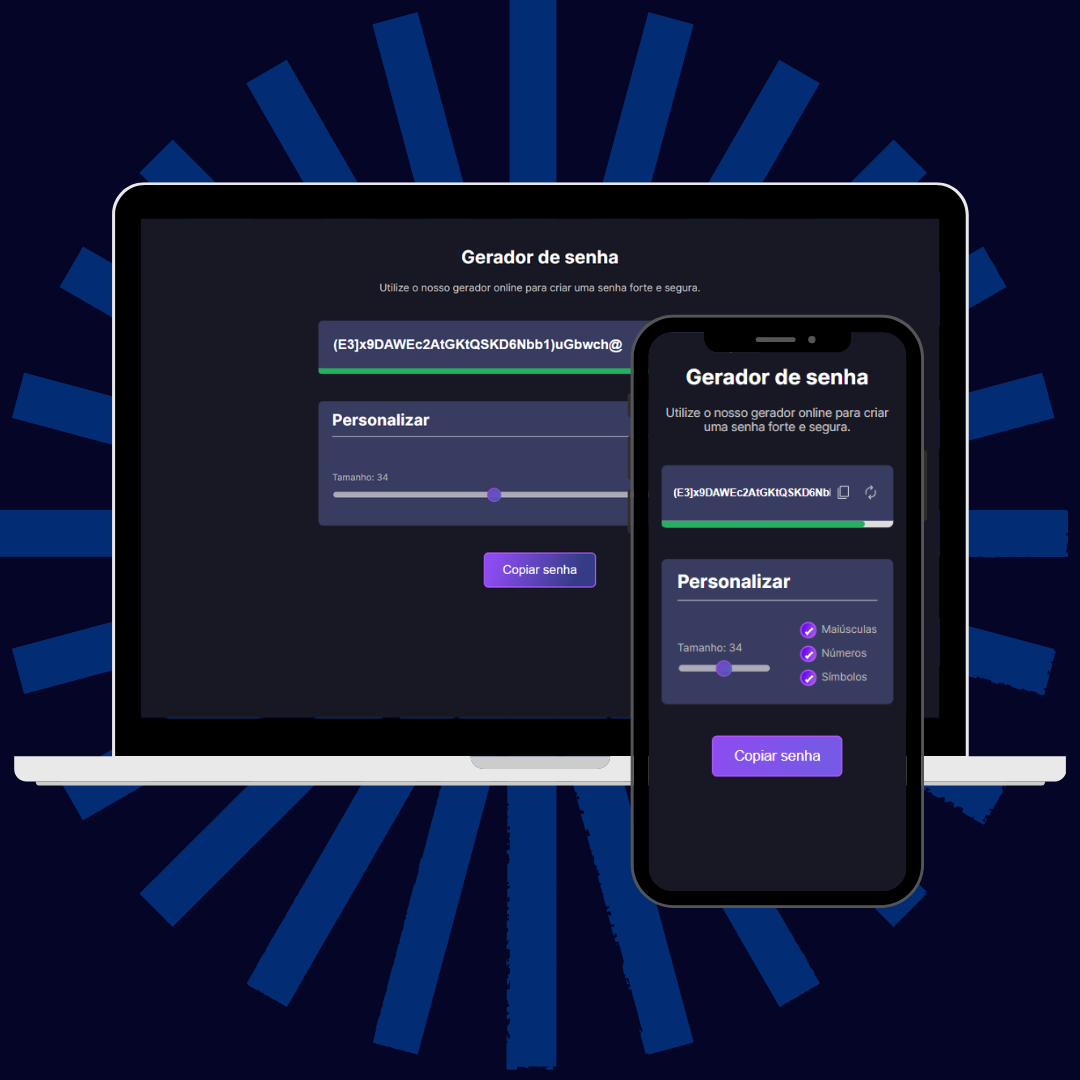 Gerador de senha
Utilize o nosso gerador online para criar uma senha forte e segura.
(E3]x9DAWEc2AtGKtQSKD6Nbb1)uGbwch@
Personalizar
Tamanho: 34
Copiar senha
Gerador de senha
Utilize o nosso gerador online para criar
uma senha forte e segura.
(E3]x9DAWEc2AtGKtQSKD6Nb
Personalizar
Tamanho: 34
Maiúsculas
Números
Símbolos
Copiar senha